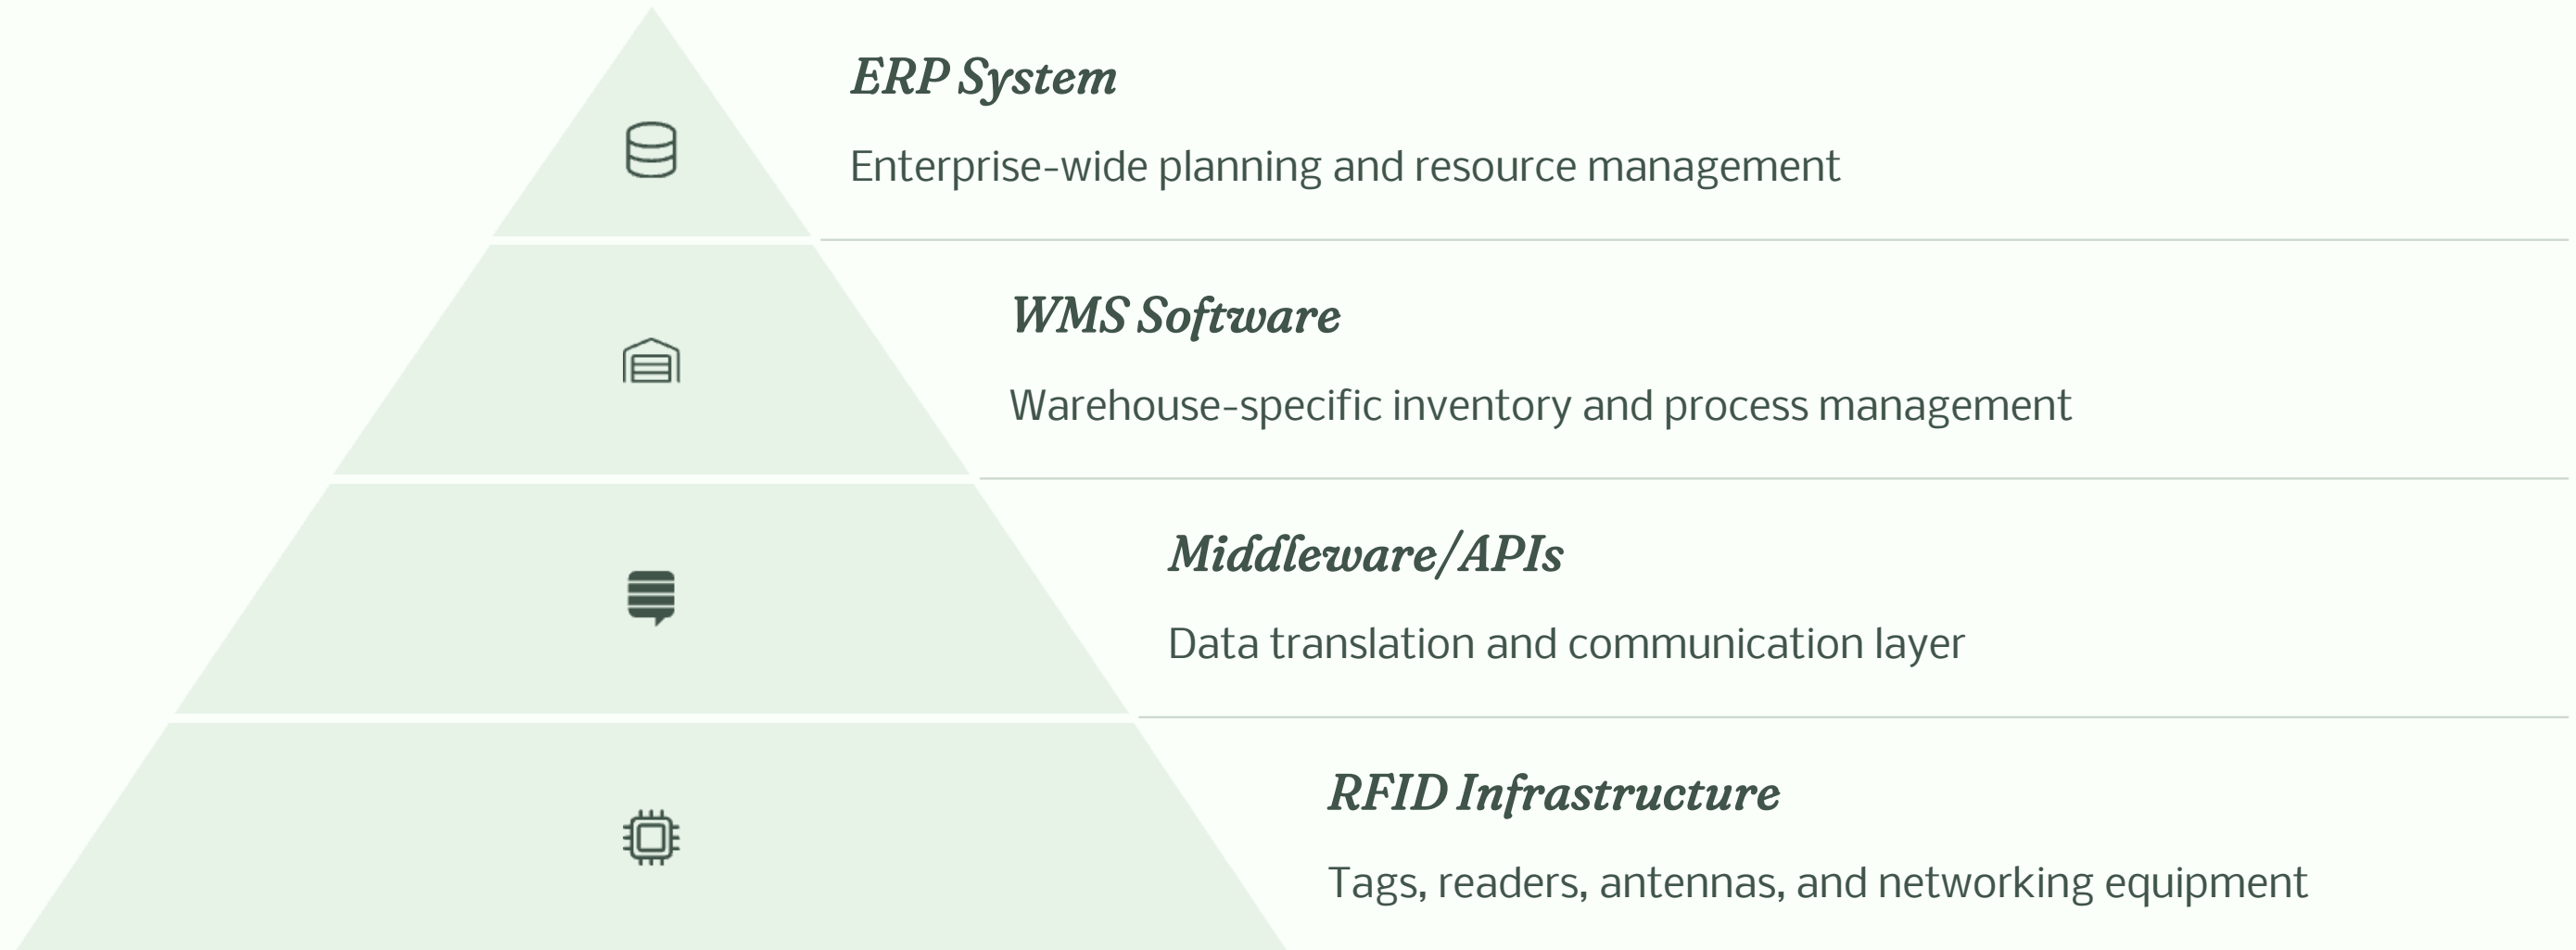 ERP System
Enterprise-wide planning and resource management
WMS Software
Warehouse-specific inventory and process management
Middleware/APIs
Data translation and communication layer
RFID Infrastructure
Tags, readers, antennas, and networking equipment